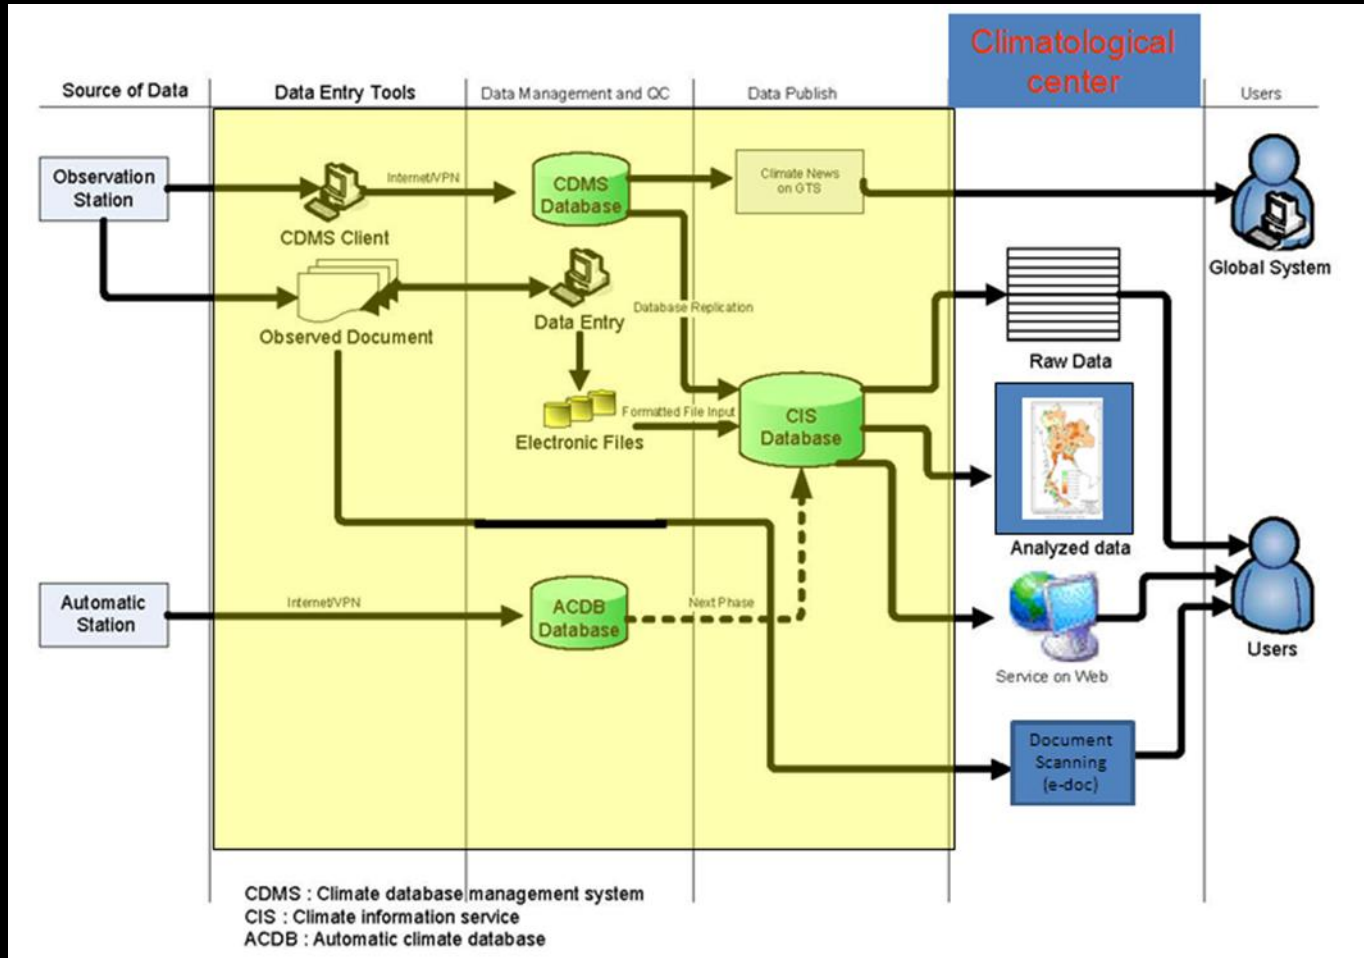 Climatological
center
Source of Data
Data Entry Tools
Data Management and QC
Data Publish
Users
Observation
Station
CDMS Client
Internet/VPN
CDMS
Database
Climate News
on GTS
Global System
Observed Document
Data Entry
Database Replication
Raw Data
Electronic Files
Formatted File Input
CIS
Database
Analyzed data
Automatic
Station
Internet/VPN
ACDB
Database
Next Phase
Service on Web
Users
Document
Scanning
(e-doc)
CDMS : Climate database management system
CIS : Climate information service
ACDB : Automatic climate database